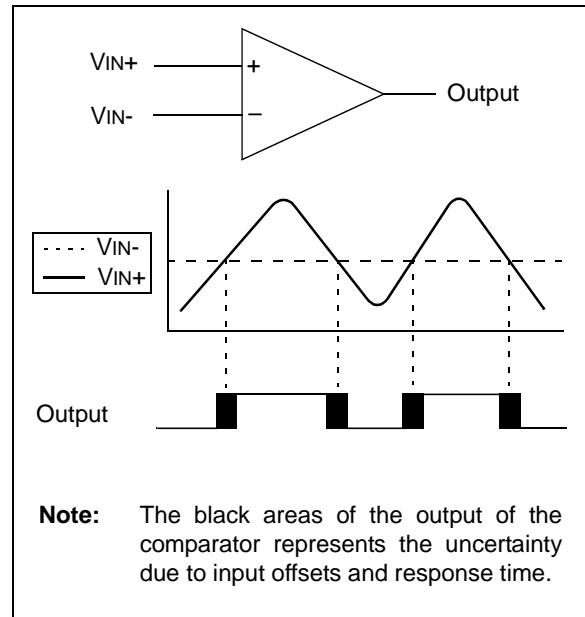 VIN+
+
Output
VIN-
–
VIN-
VIN+
Output
Note: The black areas of the output of the
comparator represents the uncertainty
due to input offsets and response time.